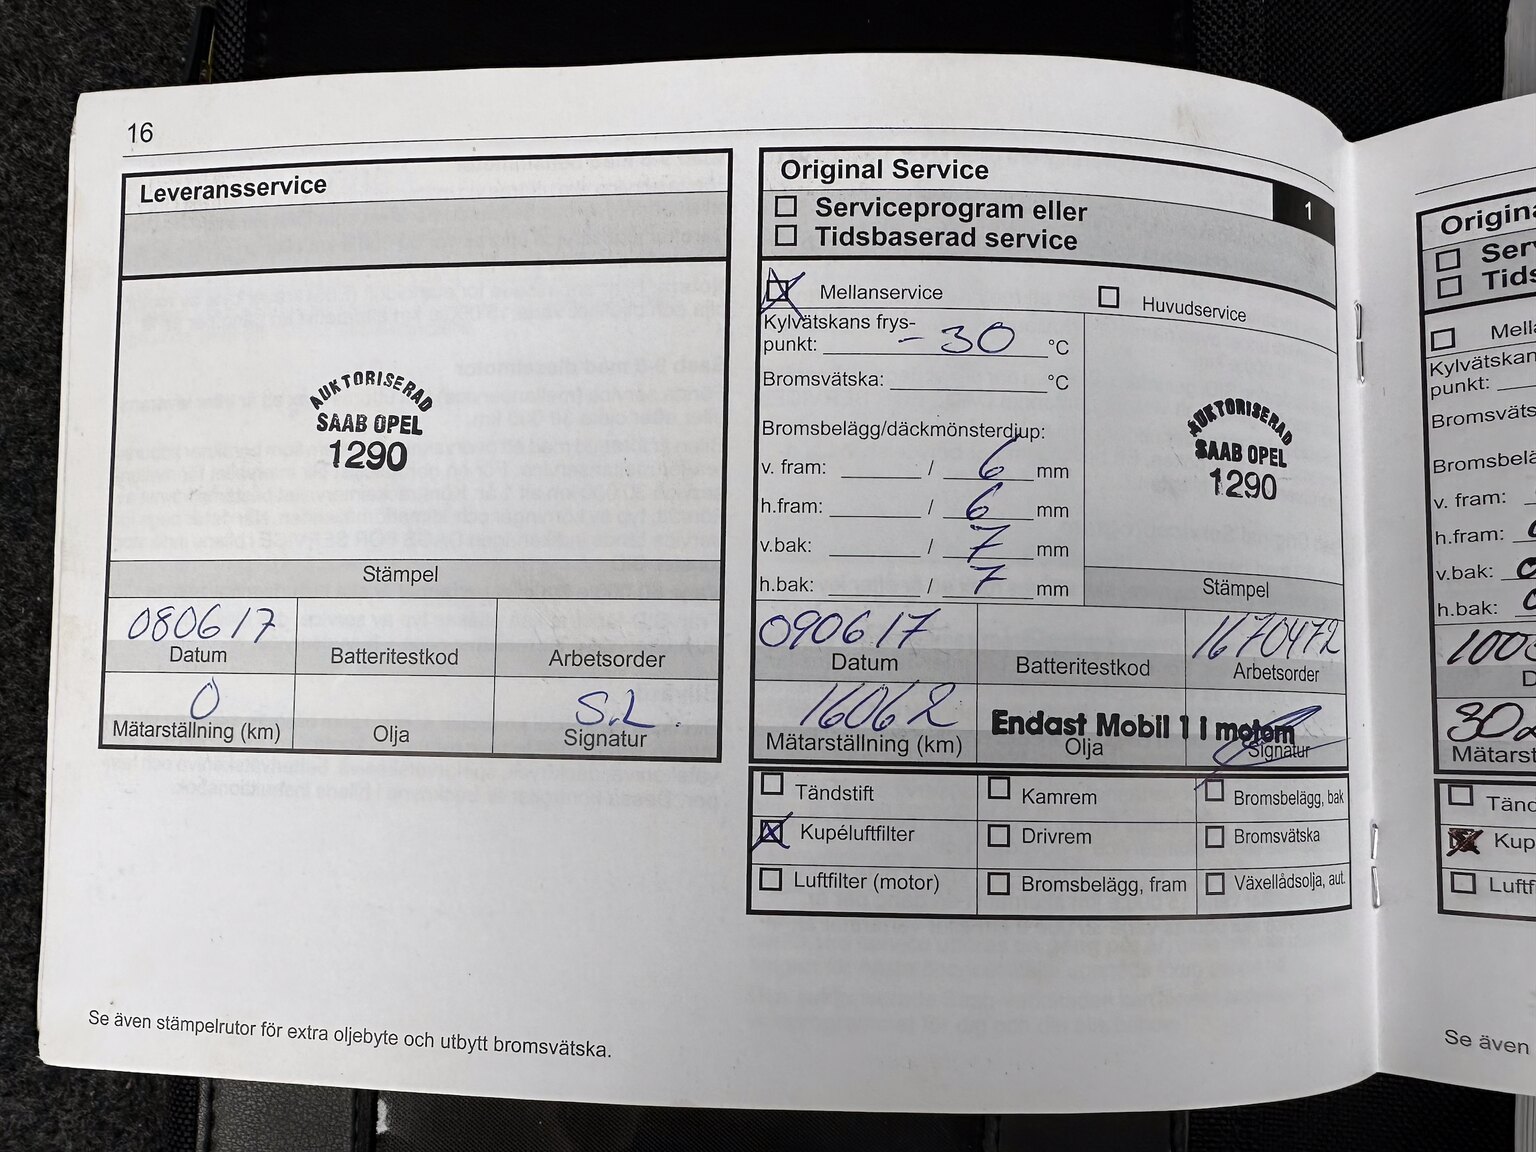 16
Leveransservice
AUKTORISERAD
SAAB OPEL
1290
Stämpel
080617
Datum
Batteritestkod
Arbetsorder
0
S.L.
Mätarställning (km)
Olja
Signatur
Original Service
1
Serviceprogram eller
Tidsbaserad service
Mellanservice
Huvudservice
Kylvätskans frys-
punkt: -30 °C
Bromsvätska: °C
Bromsbelägg/däckmönsterdjup:
v. fram: / 6 mm
h.fram: / 6 mm
v.bak: / 7 mm
h.bak: / 7 mm
AUKTORISERAD
SAAB OPEL
1290
Stämpel
090617
1670472
Datum
Batteritestkod
Arbetsorder
16062
Endast Mobil 1 i motorn
Mätarställning (km)
Olja
Signatur
Tändstift
Kamrem
Bromsbelägg, bak
Kupéluftfilter
Drivrem
Bromsvätska
Luftfilter (motor)
Bromsbelägg, fram
Växellådsolja, aut.
Se även stämpelrutor för extra oljebyte och utbytt bromsvätska.
Origina
Ser
Tids
Mella
Kylvätskan
punkt:
Bromsväts
Bromsbelä
v. fram:
h.fram:
v.bak:
h.bak:
100
D
302
Mätarst
Tänd
Kup
Luftf
Se även